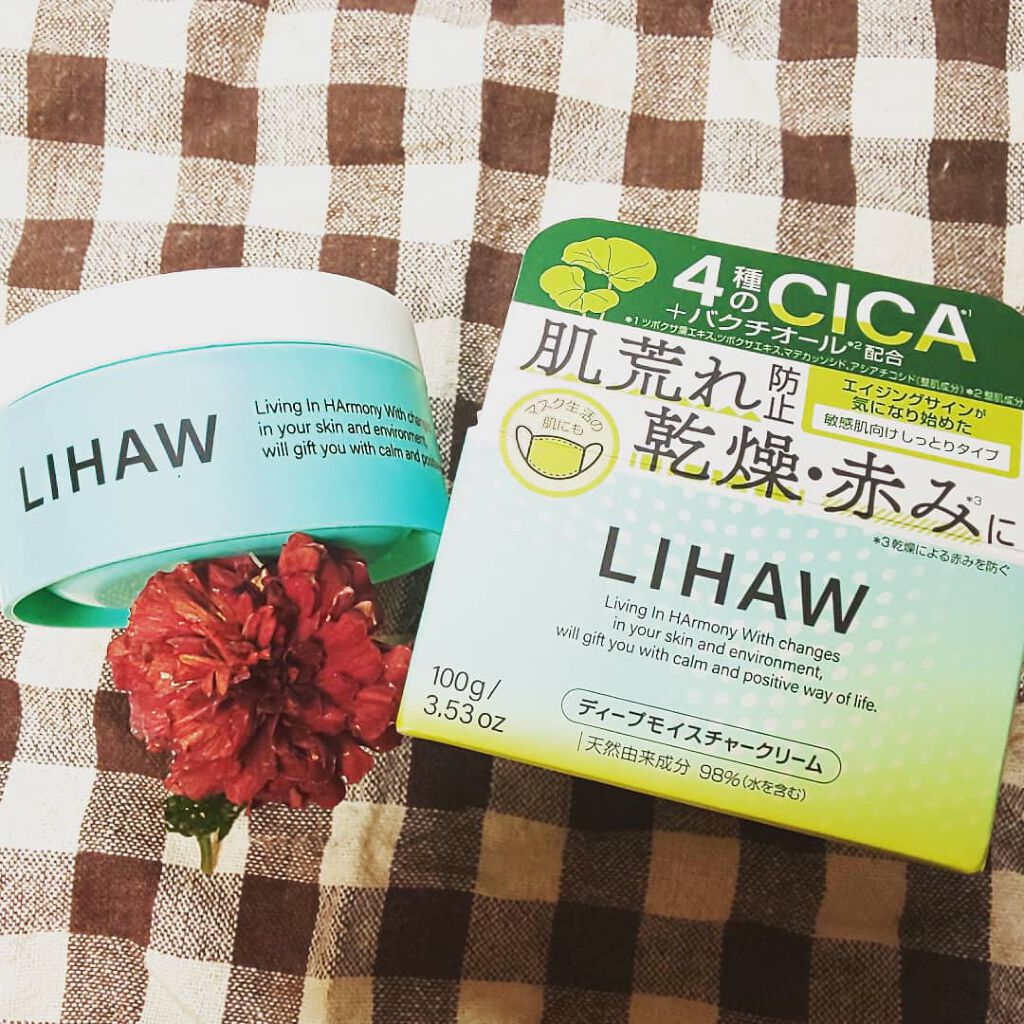 LIHAW
Living In HArmony With chang
in your skin and environment,
will gift you with calm and posit
4種の
CICA*1
+バクチオール*2配合
*1 ツボクサ葉エキス、ツボクサエキス、マデカッソシド、アシアチコシド(整肌成分) *2 整肌成分
肌荒れ防止
エイジングサインが
気になり始めた
敏感肌向けしっとりタイプ
マスク生活の
肌にも
乾燥・赤み*3に
*3 乾燥による赤みを防ぐ
LIHAW
Living In HArmony With changes
in your skin and environment,
will gift you with calm and positive way of life.
100g/
3.53oz
ディープモイスチャークリーム
天然由来成分 98%(水を含む)